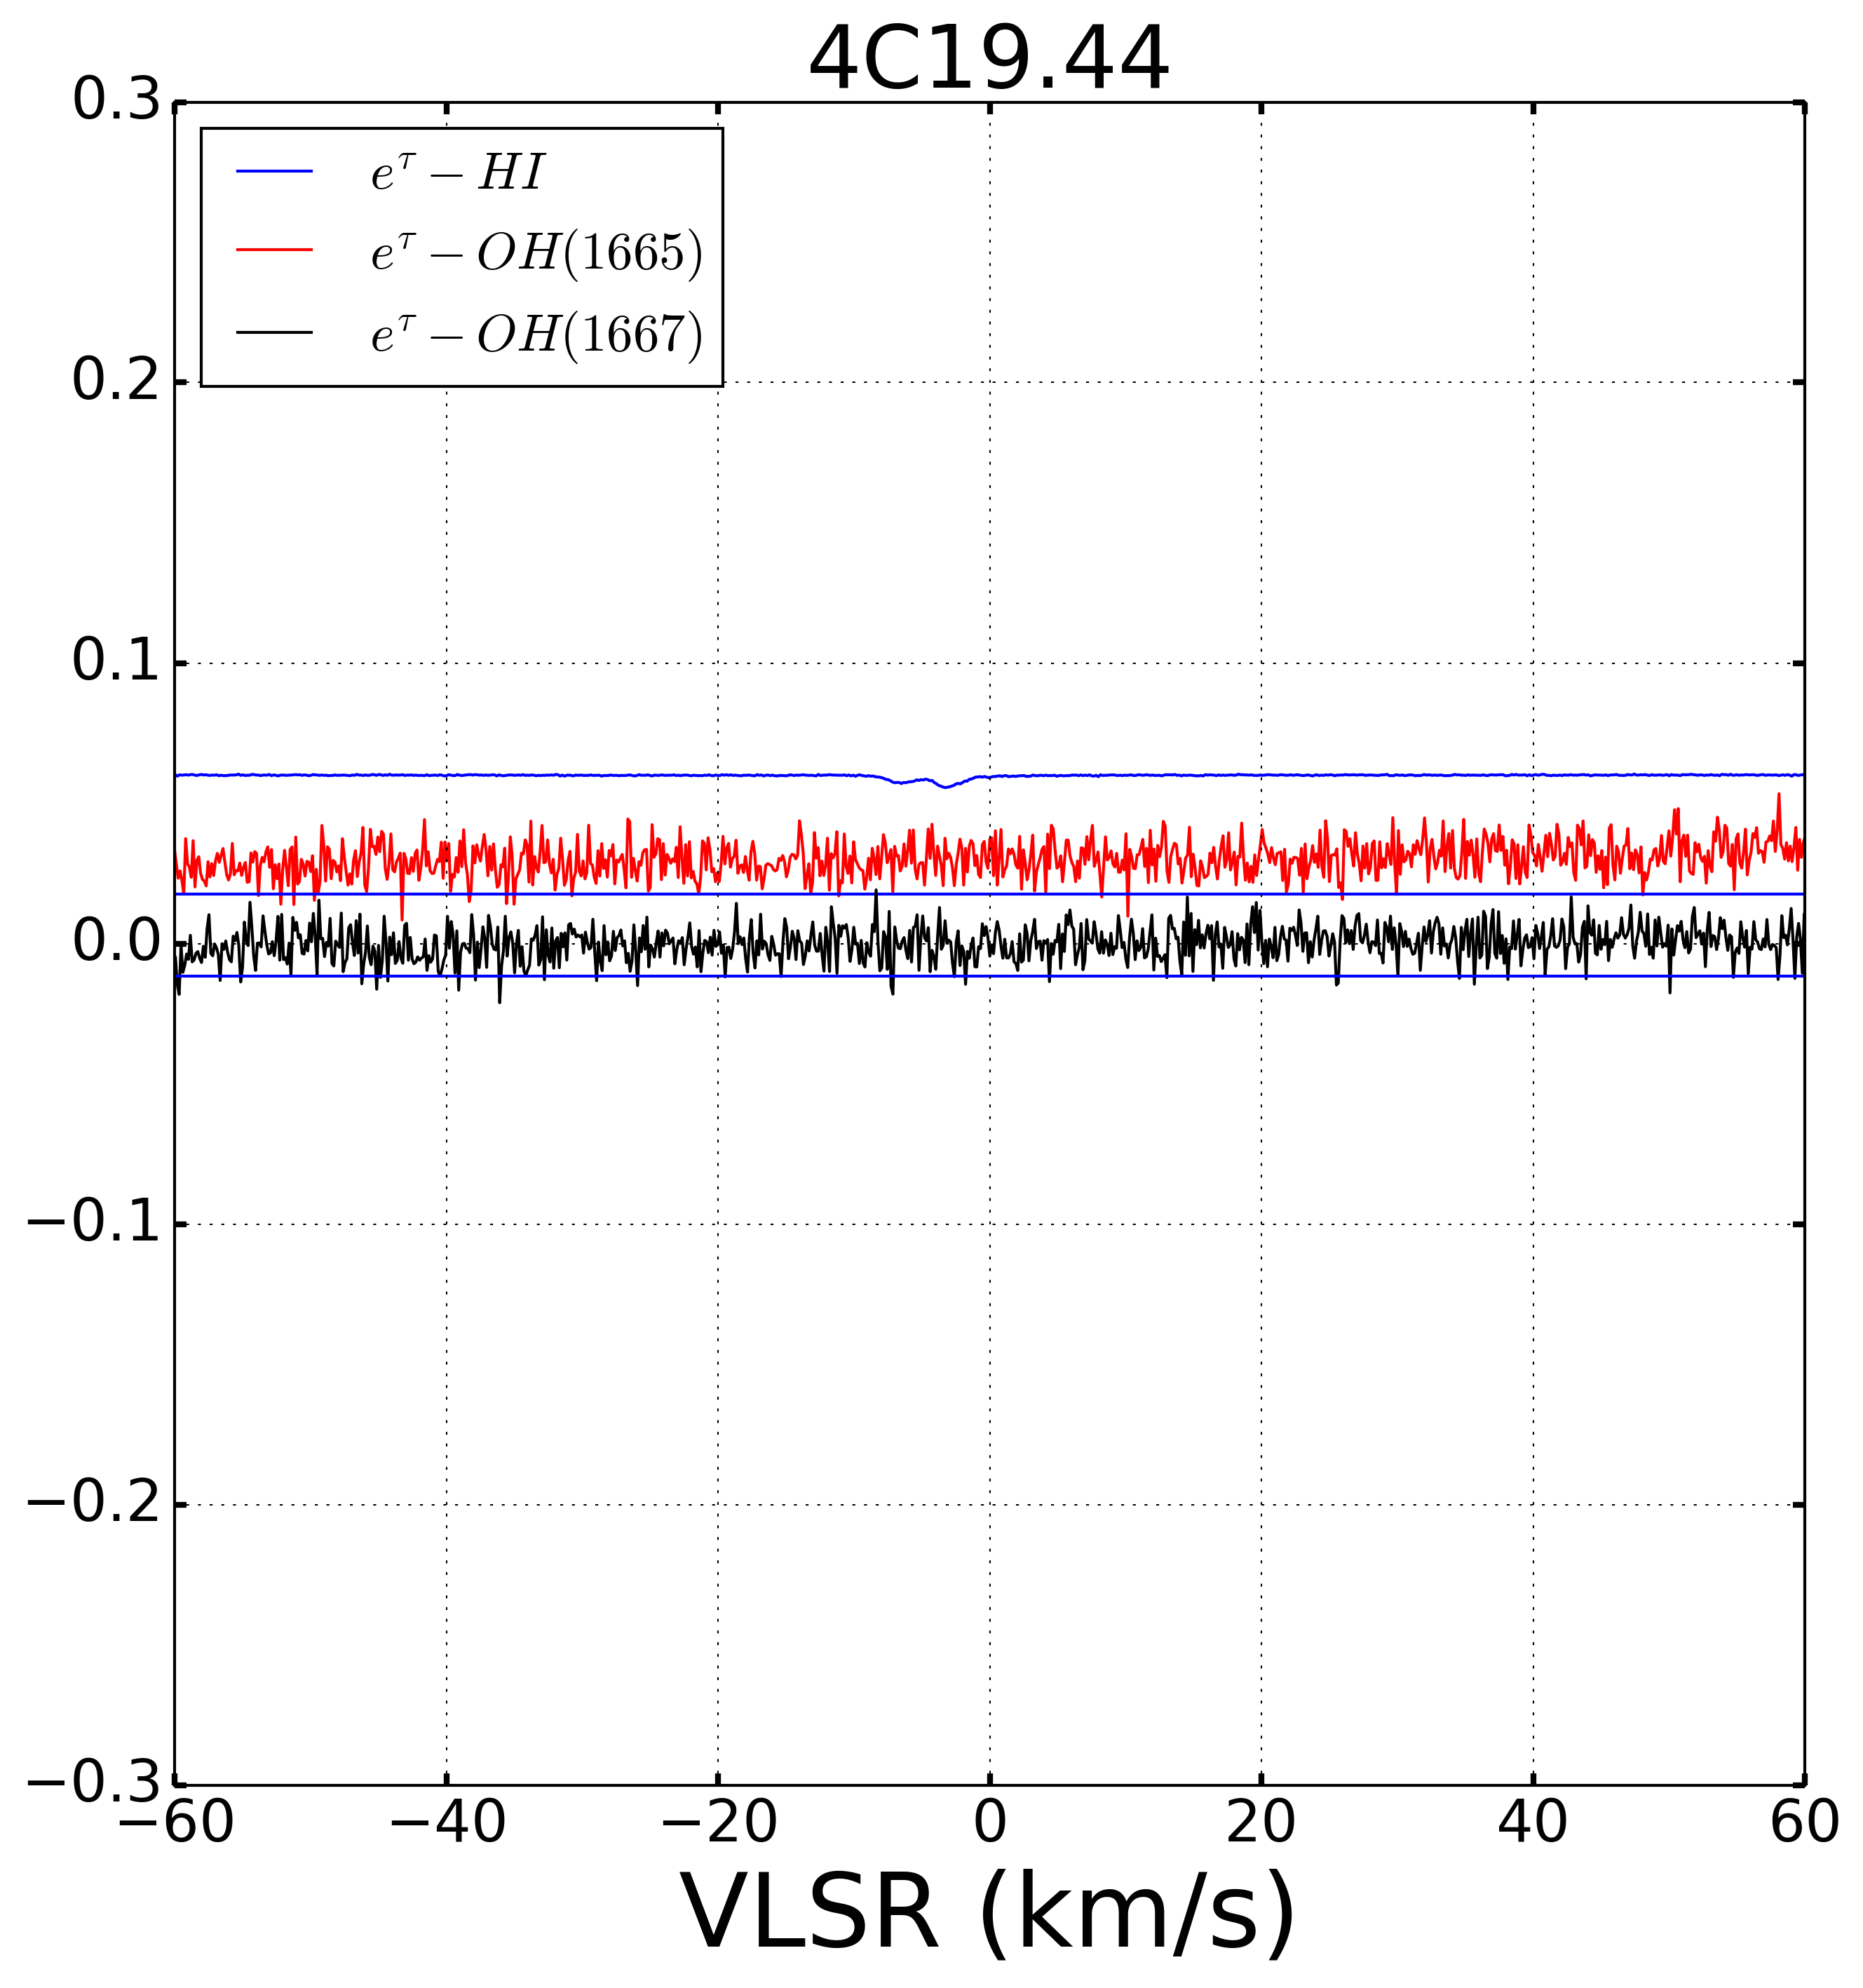 4C19.44
0.3
e^τ − HI
e^τ − OH(1665)
e^τ − OH(1667)
0.2
0.1
0.0
−0.1
−0.2
−0.3
−60 −40 −20 0 20 40 60
VLSR (km/s)